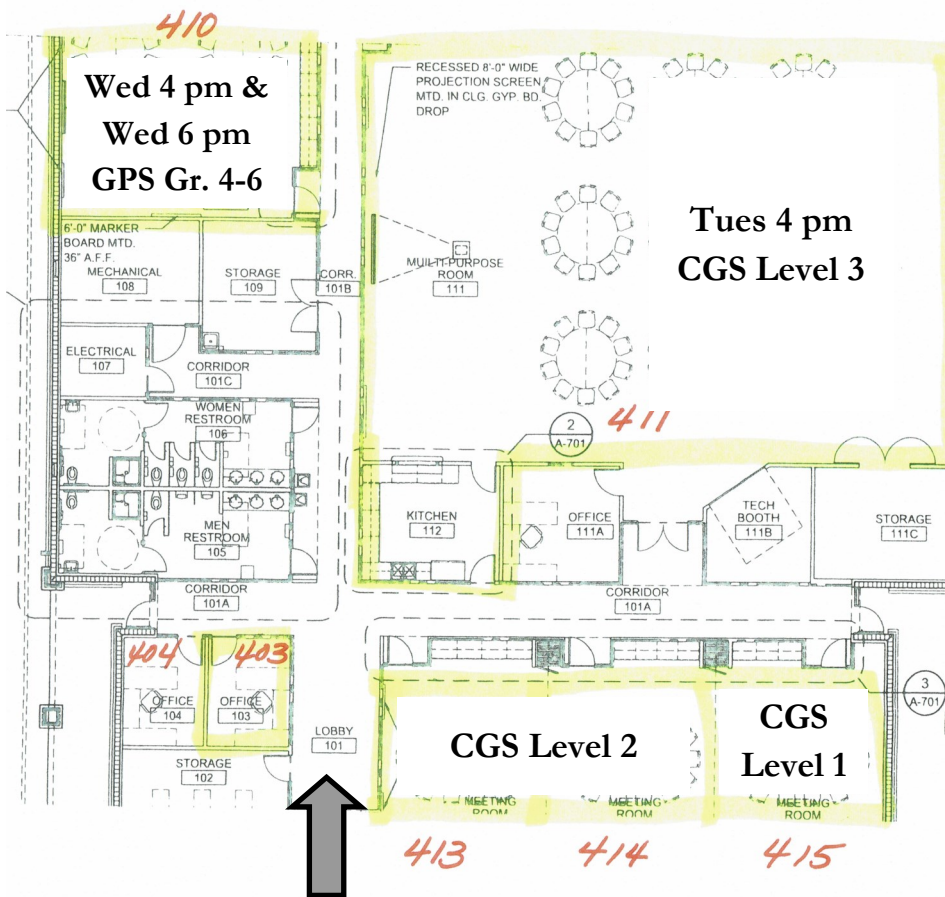 410
Wed 4 pm &
Wed 6 pm
GPS Gr. 4-6
RECESSED 8'-0" WIDE
PROJECTION SCREEN
MTD. IN CLG. GYP. BD.
DROP
Tues 4 pm
CGS Level 3
6'-0" MARKER
BOARD MTD.
36" A.F.F.
MECHANICAL
108
STORAGE
109
CORR.
101B
MULTI-PURPOSE
ROOM
111
ELECTRICAL
107
CORRIDOR
101C
WOMEN
RESTROOM
106
2
A-701
411
KITCHEN
112
OFFICE
111A
TECH
BOOTH
111B
STORAGE
111C
MEN
RESTROOM
105
CORRIDOR
101A
CORRIDOR
101A
404
403
OFFICE
104
OFFICE
103
LOBBY
101
STORAGE
102
3
A-701
CGS Level 2
CGS
Level 1
MEETING
ROOM
MEETING
ROOM
MEETING
ROOM
413
414
415